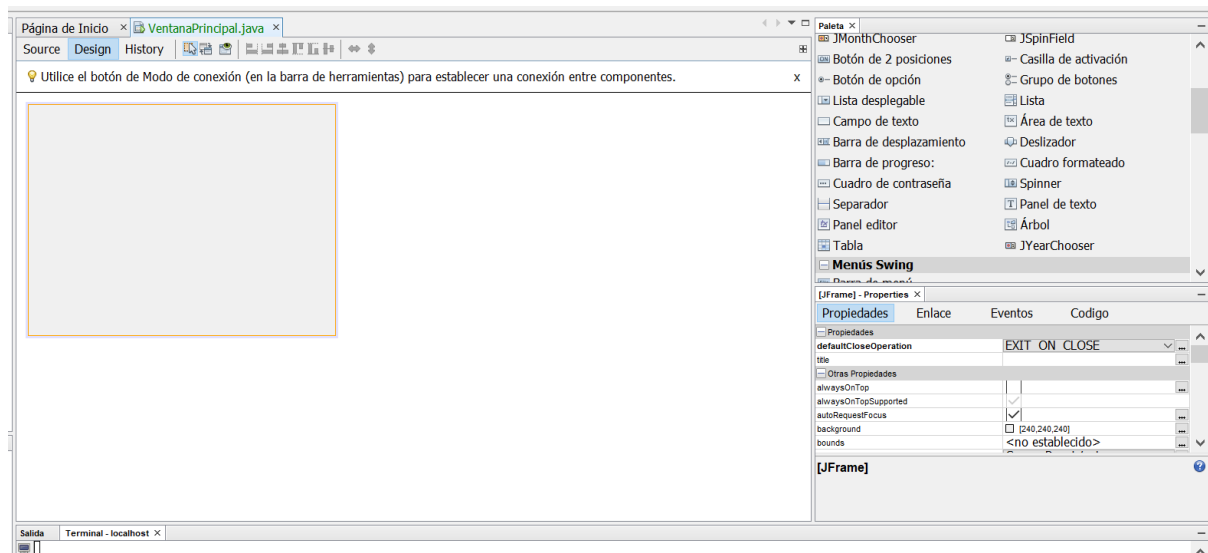 Página de Inicio × VentanaPrincipal.java ×
Source Design History
Utilice el botón de Modo de conexión (en la barra de herramientas) para establecer una conexión entre componentes. x
Paleta ×
JMonthChooser JSpinField
Botón de 2 posiciones Casilla de activación
Botón de opción Grupo de botones
Lista desplegable Lista
Campo de texto Área de texto
Barra de desplazamiento Deslizador
Barra de progreso: Cuadro formateado
Cuadro de contraseña Spinner
Separador Panel de texto
Panel editor Árbol
Tabla JYearChooser
Menús Swing
Barra de menú
[JFrame] - Properties ×
Propiedades Enlace Eventos Codigo
Propiedades
defaultCloseOperation EXIT_ON_CLOSE ...
title ...
Otras Propiedades
alwaysOnTop ...
alwaysOnTopSupported
autoRequestFocus ...
background [240,240,240] ...
bounds <no establecido> ...
[JFrame]
Salida Terminal - localhost ×